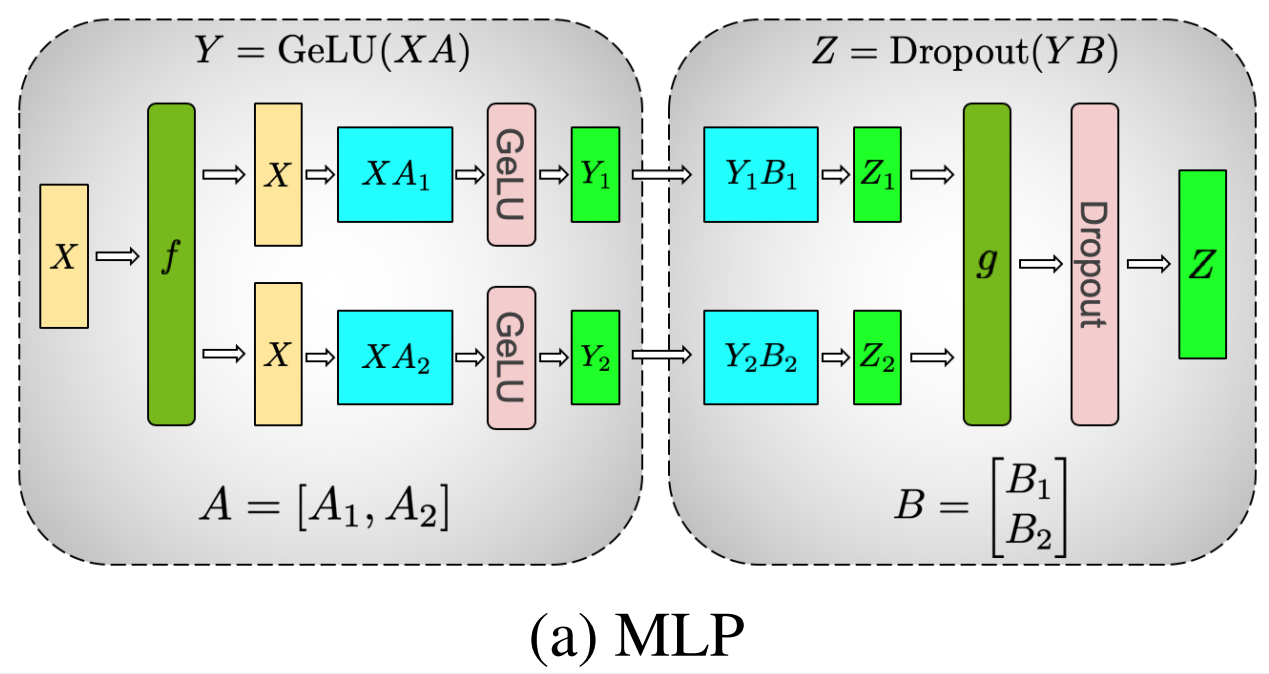 Y = GeLU(XA)
X
f
X
XA₁
GeLU
Y₁
X
XA₂
GeLU
Y₂
A = [A₁, A₂]
Z = Dropout(YB)
Y₁B₁
Z₁
Y₂B₂
Z₂
g
Dropout
Z
B = [B₁
B₂]
(a) MLP